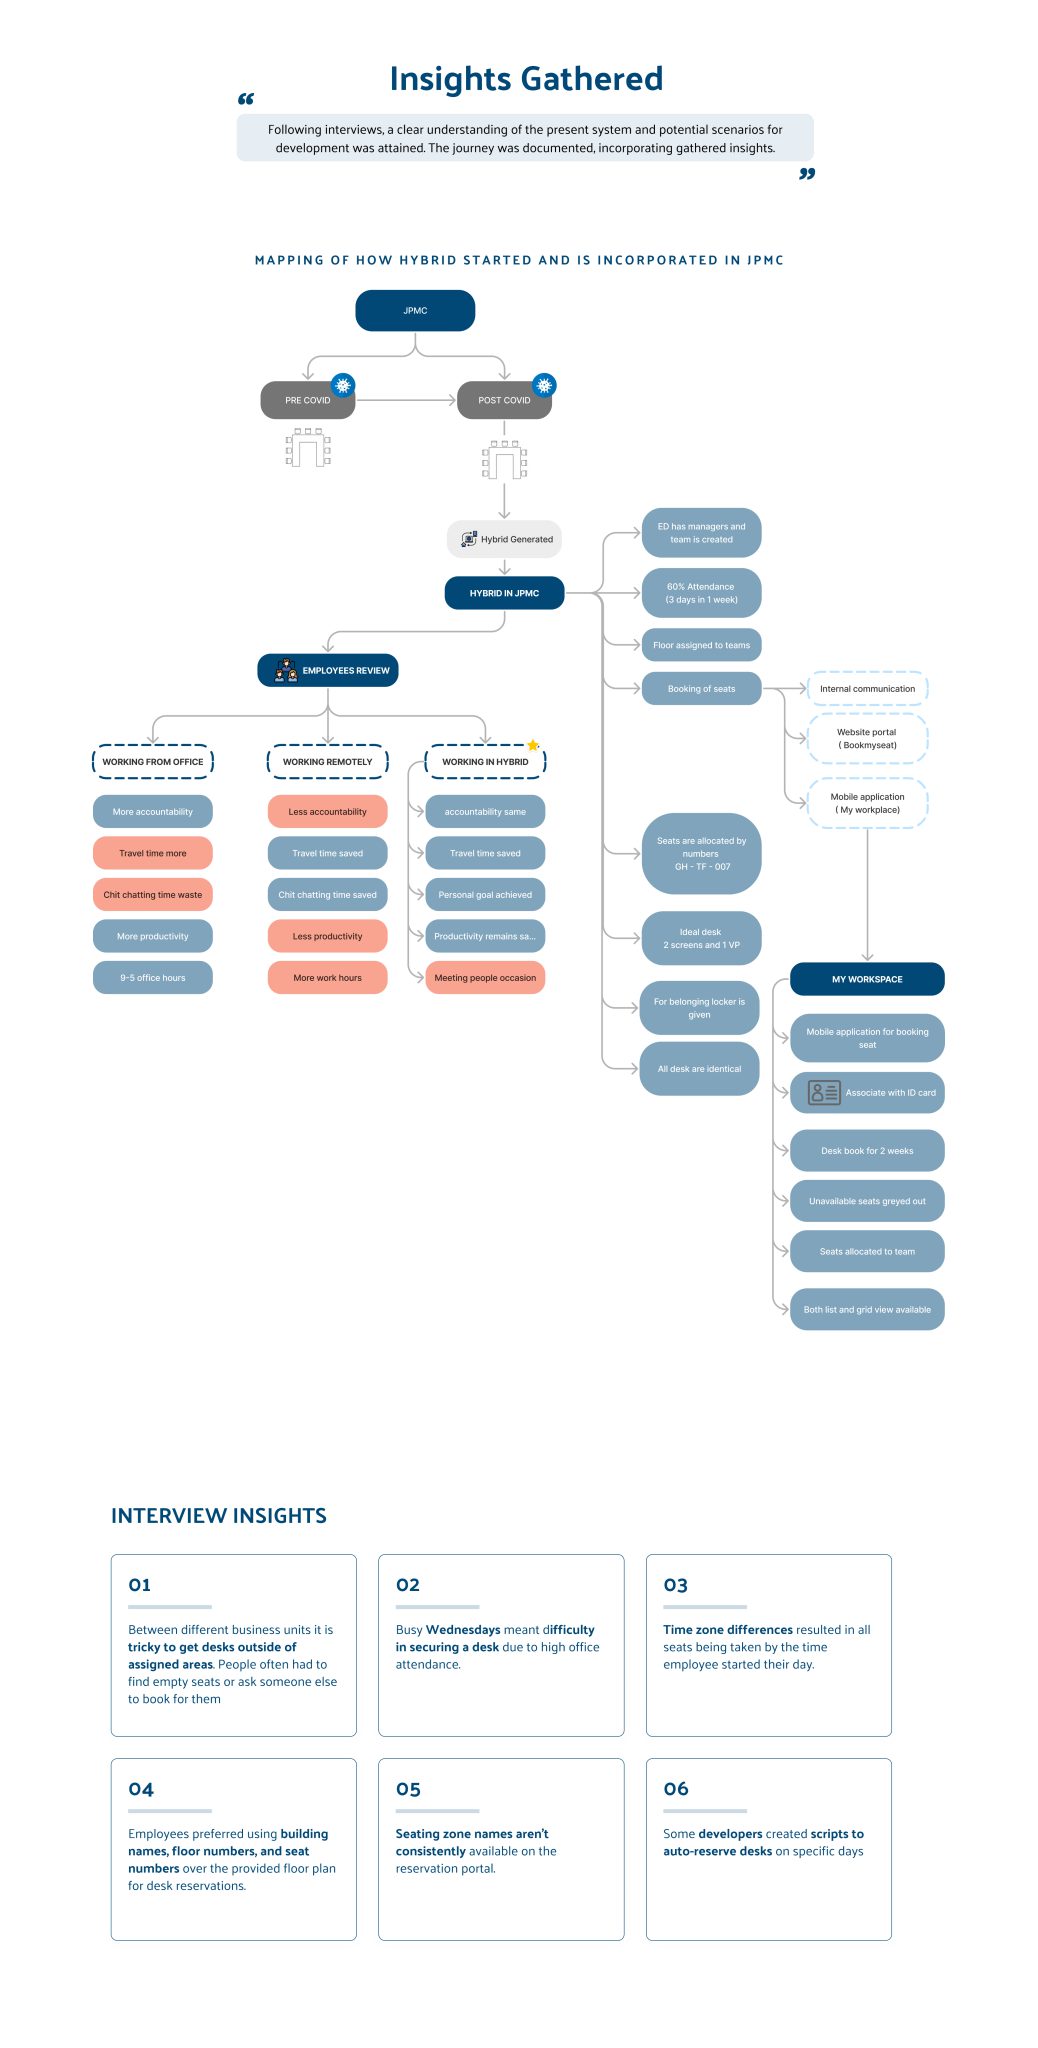 Insights Gathered
“
Following interviews, a clear understanding of the present system and potential scenarios for
development was attained. The journey was documented, incorporating gathered insights.
”
MAPPING OF HOW HYBRID STARTED AND IS INCORPORATED IN JPMC
JPMC
PRE COVID
POST COVID
Hybrid Generated
HYBRID IN JPMC
ED has managers and
team is created
60% Attendance
(3 days in 1 week)
Floor assigned to teams
Booking of seats
Internal communication
Website portal
( Bookmyseat)
Mobile application
( My workplace)
Seats are allocated by
numbers
GH - TF - 007
Ideal desk
2 screens and 1 VP
For belonging locker is
given
All desk are identical
EMPLOYEES REVIEW
WORKING FROM OFFICE
More accountability
Travel time more
Chit chatting time waste
More productivity
9-5 office hours
WORKING REMOTELY
Less accountability
Travel time saved
Chit chatting time saved
Less productivity
More work hours
WORKING IN HYBRID
accountability same
Travel time saved
Personal goal achieved
Productivity remains sa...
Meeting people occasion
MY WORKSPACE
Mobile application for booking
seat
Associate with ID card
Desk book for 2 weeks
Unavailable seats greyed out
Seats allocated to team
Both list and grid view available
INTERVIEW INSIGHTS
01
Between different business units it is
tricky to get desks outside of
assigned areas. People often had to
find empty seats or ask someone else
to book for them
02
Busy Wednesdays meant difficulty
in securing a desk due to high office
attendance.
03
Time zone differences resulted in all
seats being taken by the time
employee started their day.
04
Employees preferred using building
names, floor numbers, and seat
numbers over the provided floor plan
for desk reservations.
05
Seating zone names aren't
consistently available on the
reservation portal.
06
Some developers created scripts to
auto-reserve desks on specific days